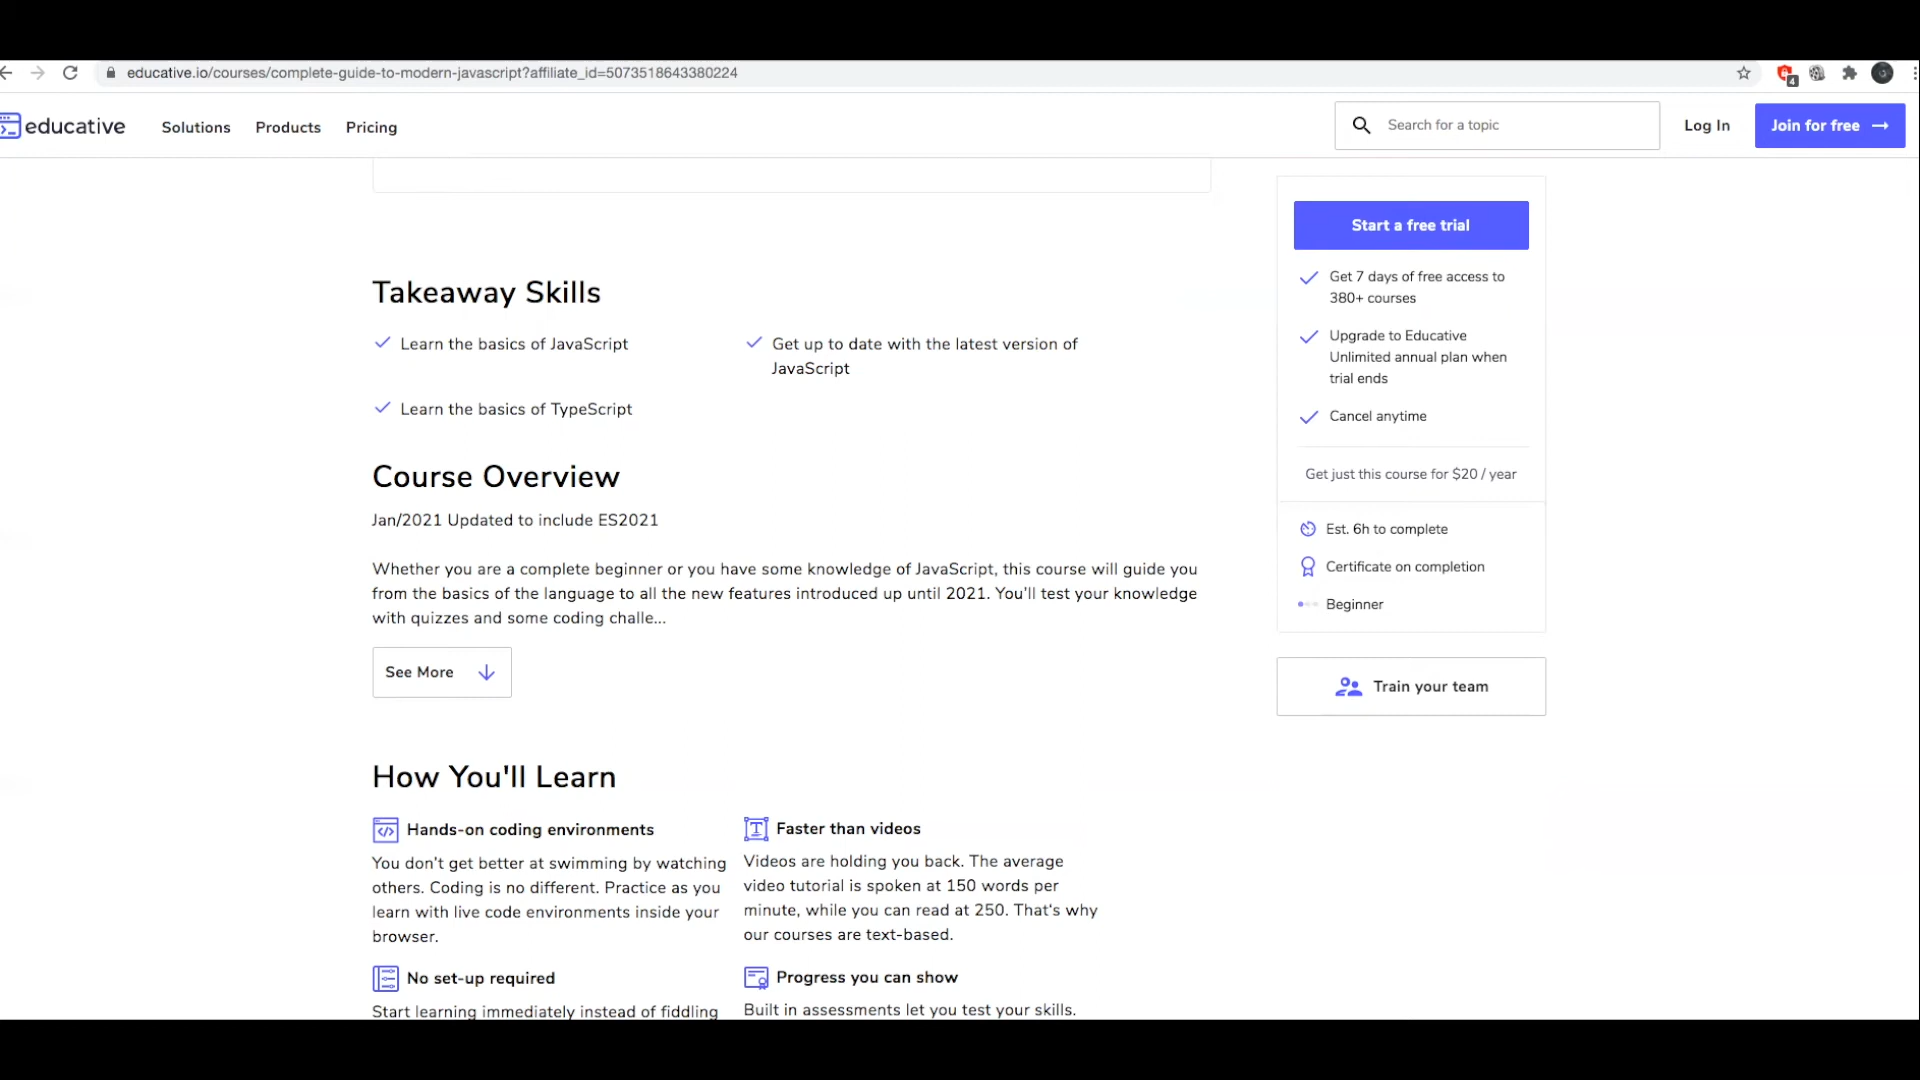 educative.io/courses/complete-guide-to-modern-javascript?affiliate_id=5073518643380224
4
educative
Solutions
Products
Pricing
Search for a topic
Log In
Join for free →
Takeaway Skills
Learn the basics of JavaScript
Get up to date with the latest version of
JavaScript
Learn the basics of TypeScript
Course Overview
Jan/2021 Updated to include ES2021
Whether you are a complete beginner or you have some knowledge of JavaScript, this course will guide you
from the basics of the language to all the new features introduced up until 2021. You'll test your knowledge
with quizzes and some coding challe...
See More
How You'll Learn
Hands-on coding environments
You don't get better at swimming by watching
others. Coding is no different. Practice as you
learn with live code environments inside your
browser.
Faster than videos
Videos are holding you back. The average
video tutorial is spoken at 150 words per
minute, while you can read at 250. That's why
our courses are text-based.
No set-up required
Start learning immediately instead of fiddling
Progress you can show
Built in assessments let you test your skills.
Start a free trial
Get 7 days of free access to
380+ courses
Upgrade to Educative
Unlimited annual plan when
trial ends
Cancel anytime
Get just this course for $20 / year
Est. 6h to complete
Certificate on completion
Beginner
Train your team